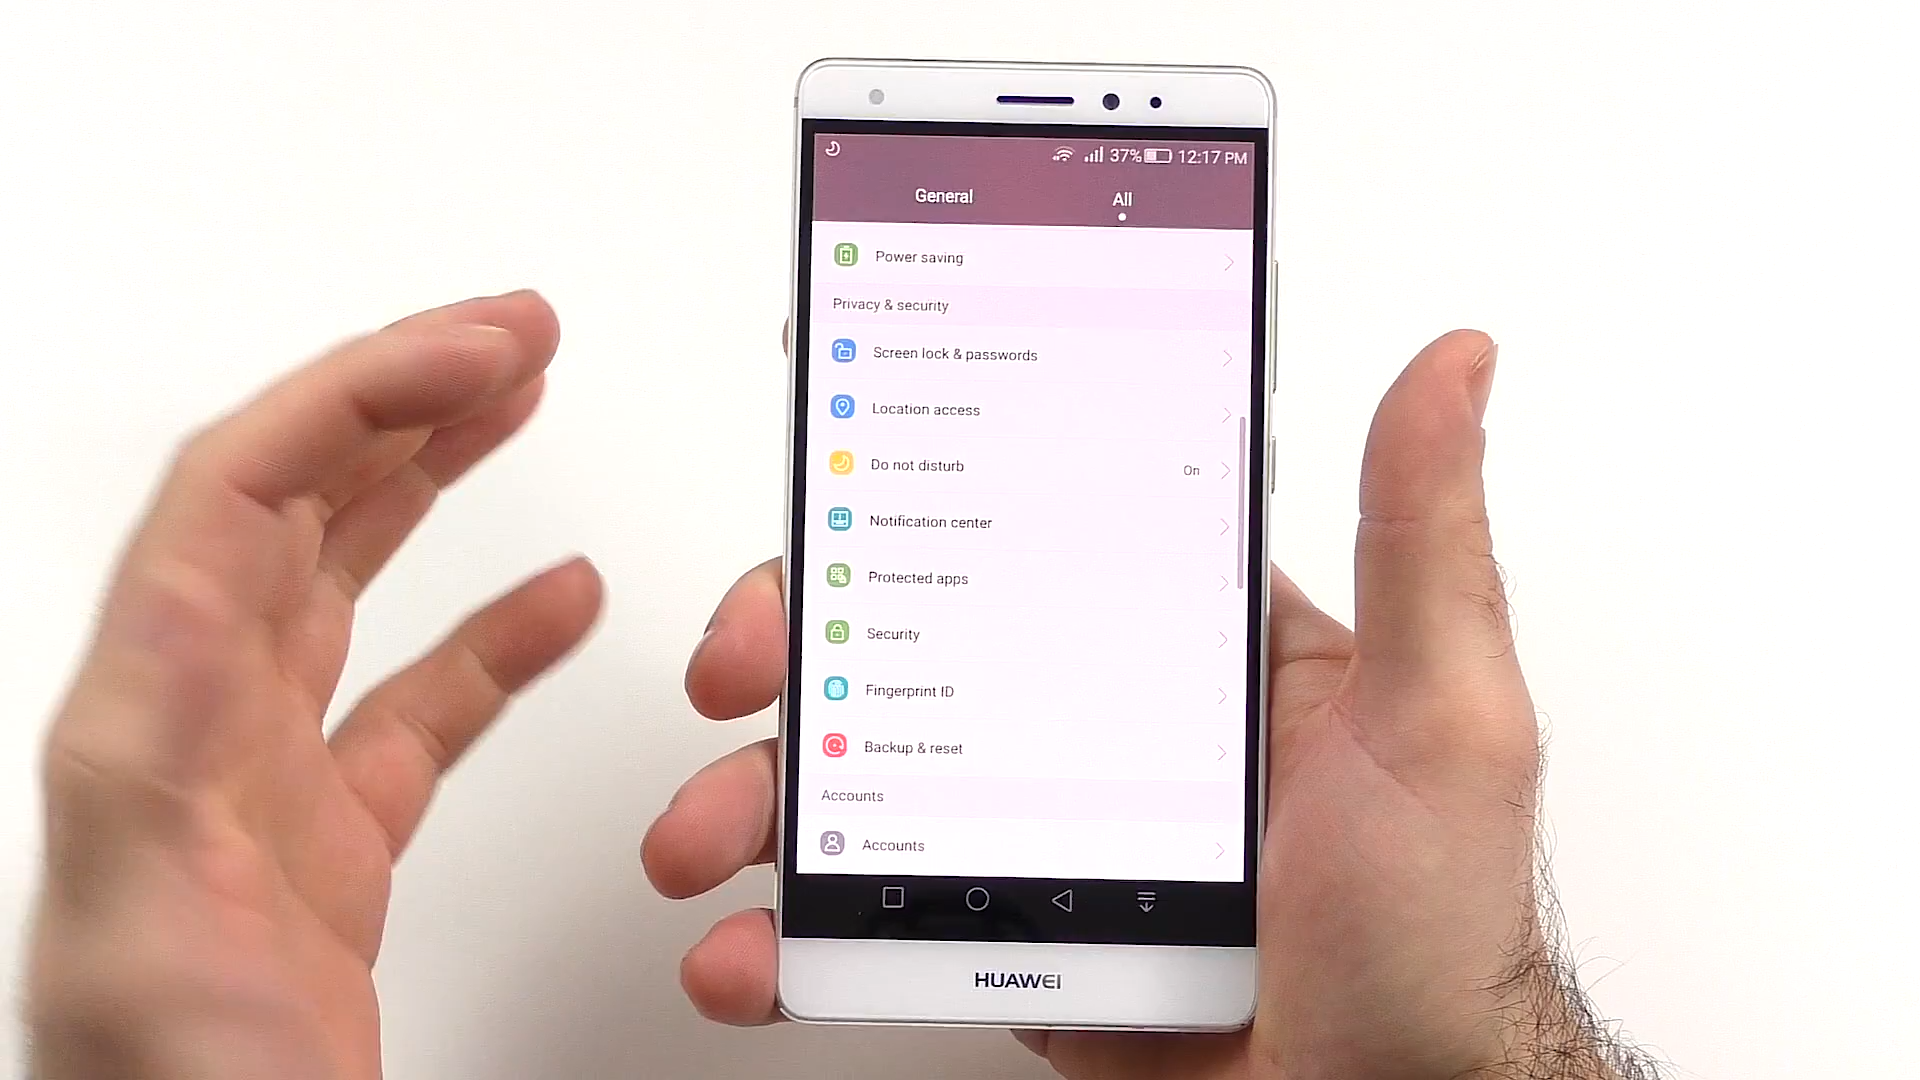 37% 12:17 PM
General All
Power saving
Privacy & security
Screen lock & passwords
Location access
Do not disturb On
Notification center
Protected apps
Security
Fingerprint ID
Backup & reset
Accounts
Accounts
HUAWEI